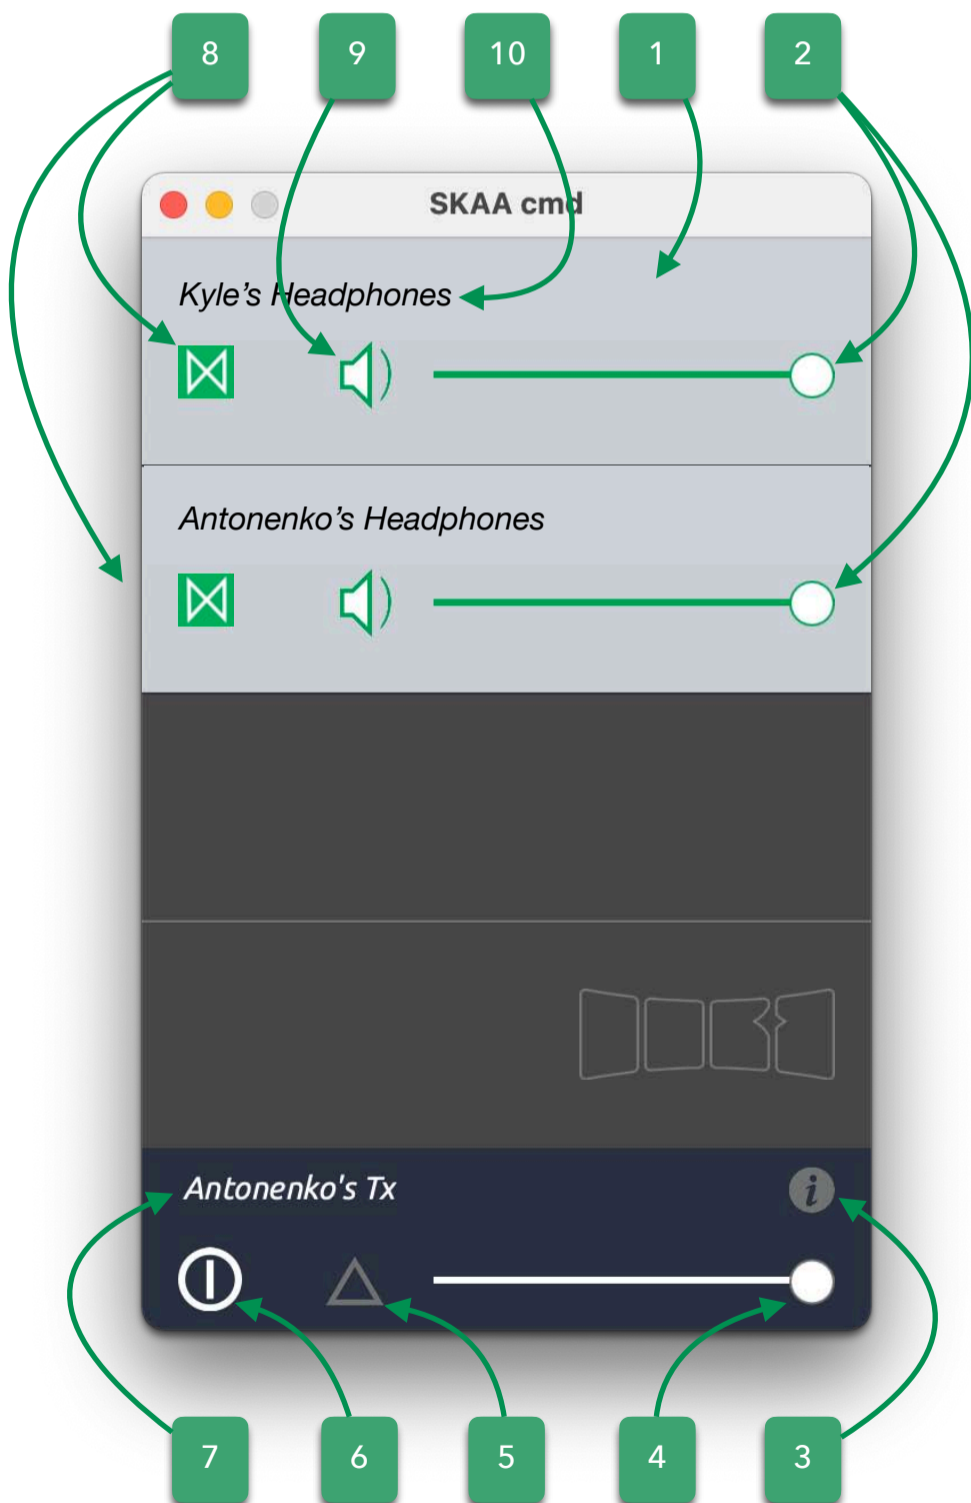 8 9 10 1 2
SKAA cmd
Kyle's Headphones
Antonenko’s Headphones
Antonenko's Tx
i
7 6 5 4 3